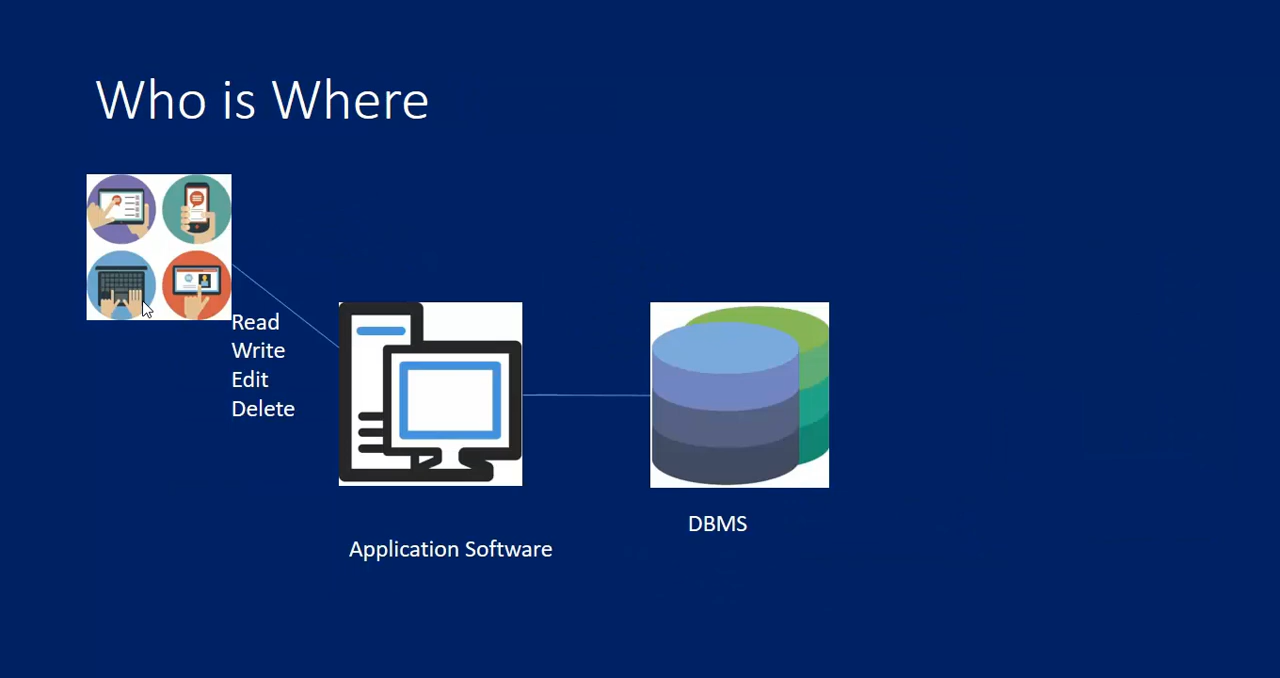 Who is Where
Read
Write
Edit
Delete
DBMS
Application Software